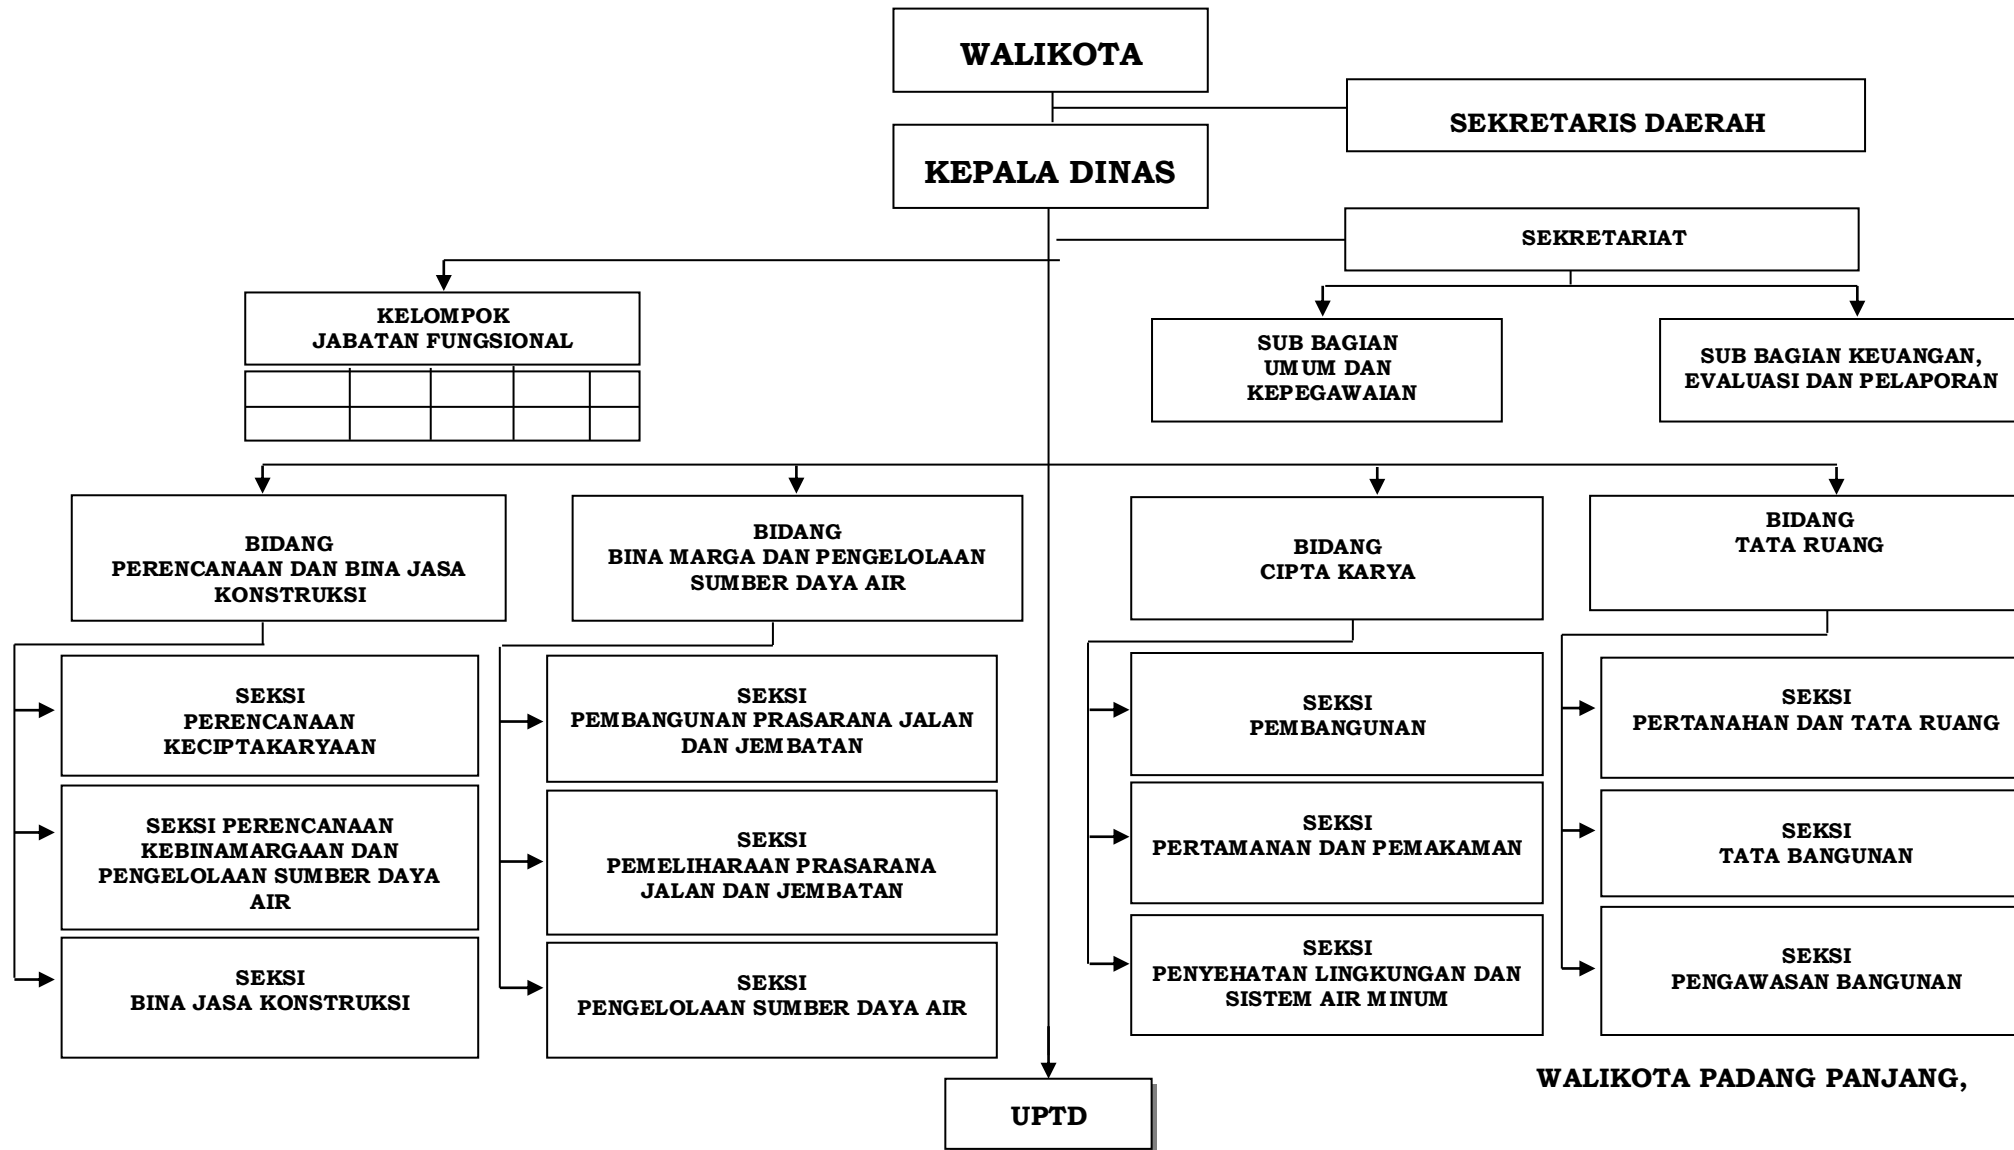 WALIKOTA
SEKRETARIS DAERAH
KEPALA DINAS
SEKRETARIAT
KELOMPOK
JABATAN FUNGSIONAL
SUB BAGIAN
UMUM DAN
KEPEGAWAIAN
SUB BAGIAN KEUANGAN,
EVALUASI DAN PELAPORAN
BIDANG
PERENCANAAN DAN BINA JASA
KONSTRUKSI
BIDANG
BINA MARGA DAN PENGELOLAAN
SUMBER DAYA AIR
BIDANG
CIPTA KARYA
BIDANG
TATA RUANG
SEKSI
PERENCANAAN
KECIPTAKARYAAN
SEKSI PERENCANAAN
KEBINAMARGAAN DAN
PENGELOLAAN SUMBER DAYA
AIR
SEKSI
BINA JASA KONSTRUKSI
SEKSI
PEMBANGUNAN PRASARANA JALAN
DAN JEMBATAN
SEKSI
PEMELIHARAAN PRASARANA
JALAN DAN JEMBATAN
SEKSI
PENGELOLAAN SUMBER DAYA AIR
SEKSI
PEMBANGUNAN
SEKSI
PERTAMANAN DAN PEMAKAMAN
SEKSI
PENYEHATAN LINGKUNGAN DAN
SISTEM AIR MINUM
SEKSI
PERTANAHAN DAN TATA RUANG
SEKSI
TATA BANGUNAN
SEKSI
PENGAWASAN BANGUNAN
WALIKOTA PADANG PANJANG,
UPTD